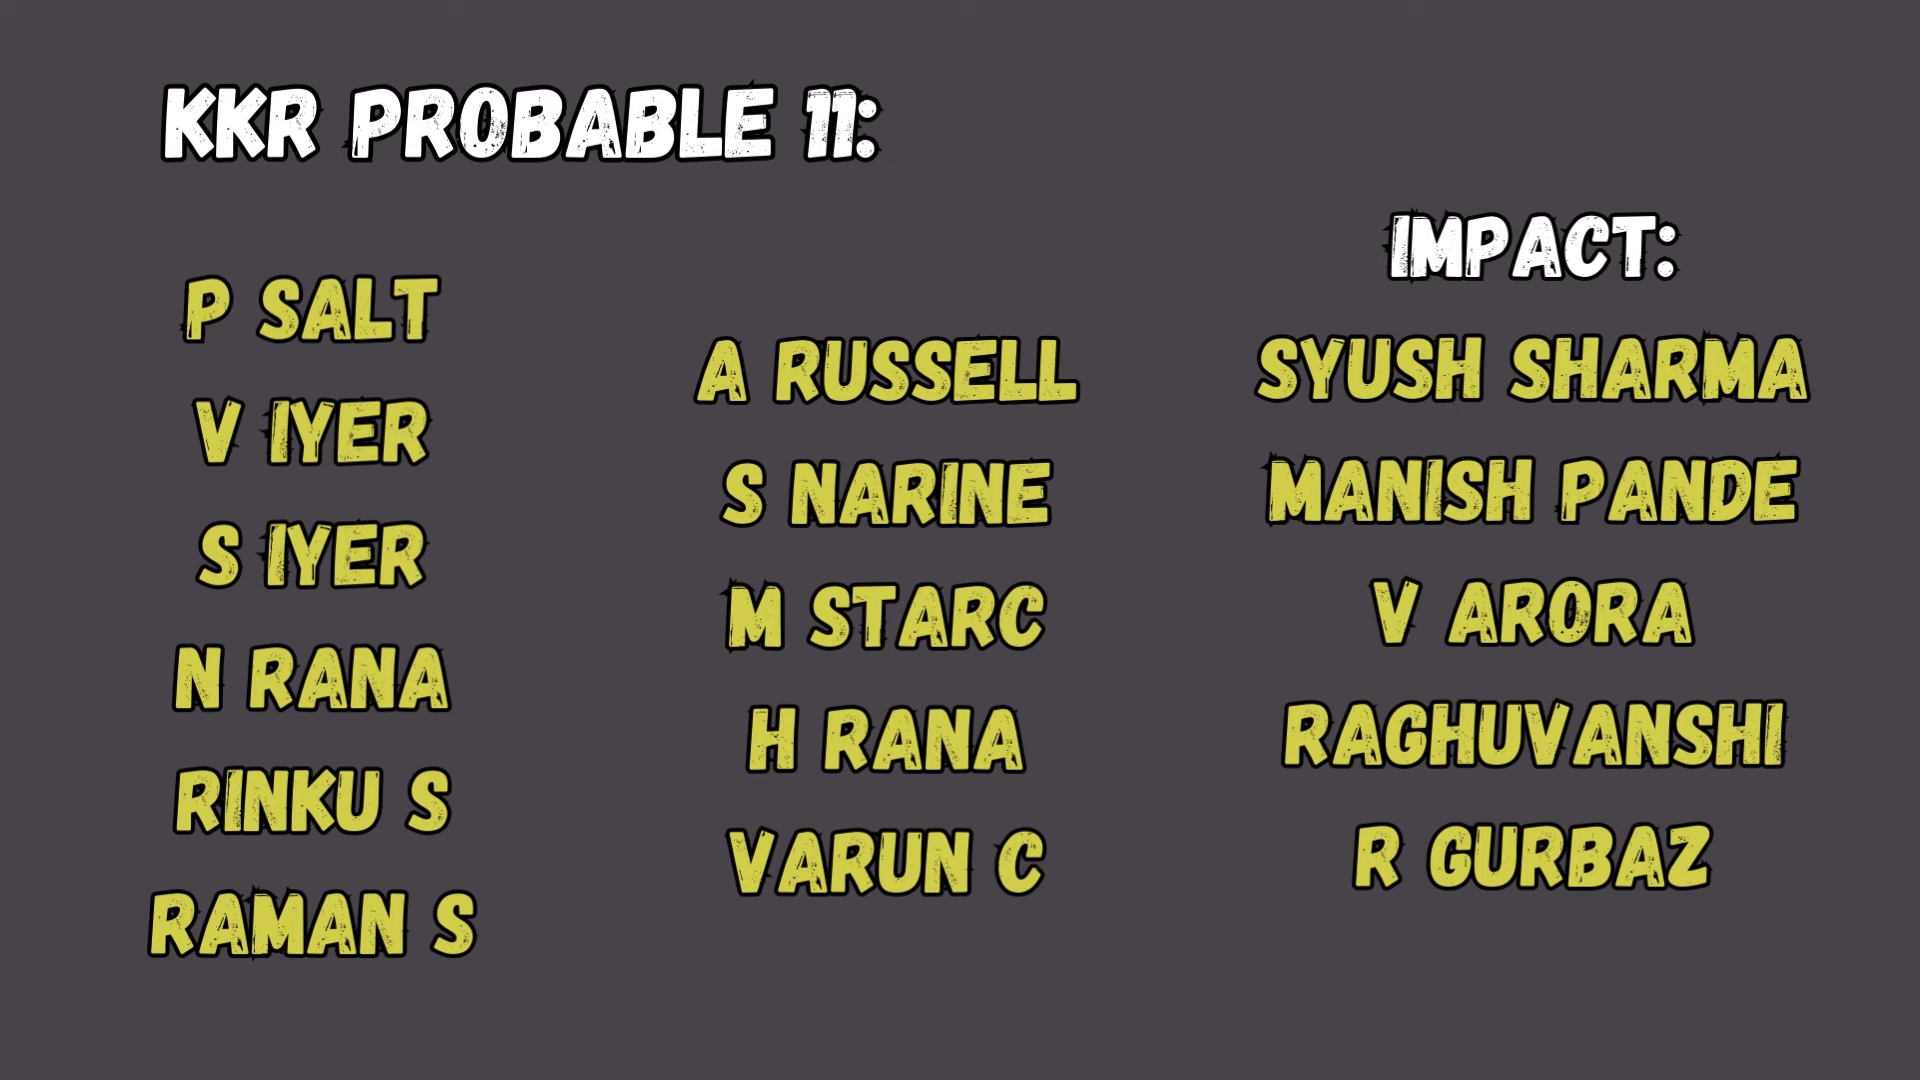 KKR PROBABLE 11:
P SALT
V IYER
S IYER
N RANA
RINKU S
RAMAN S
A RUSSELL
S NARINE
M STARC
H RANA
VARUN C
IMPACT:
SYUSH SHARMA
MANISH PANDE
V ARORA
RAGHUVANSHI
R GURBAZ